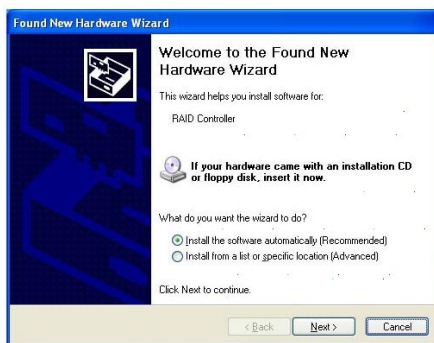 Found New Hardware Wizard
Welcome to the Found New
Hardware Wizard
This wizard helps you install software for:
RAID Controller
If your hardware came with an installation CD
or floppy disk, insert it now.
What do you want the wizard to do?
Install the software automatically (Recommended)
Install from a list or specific location (Advanced)
Click Next to continue.
< Back Next > Cancel